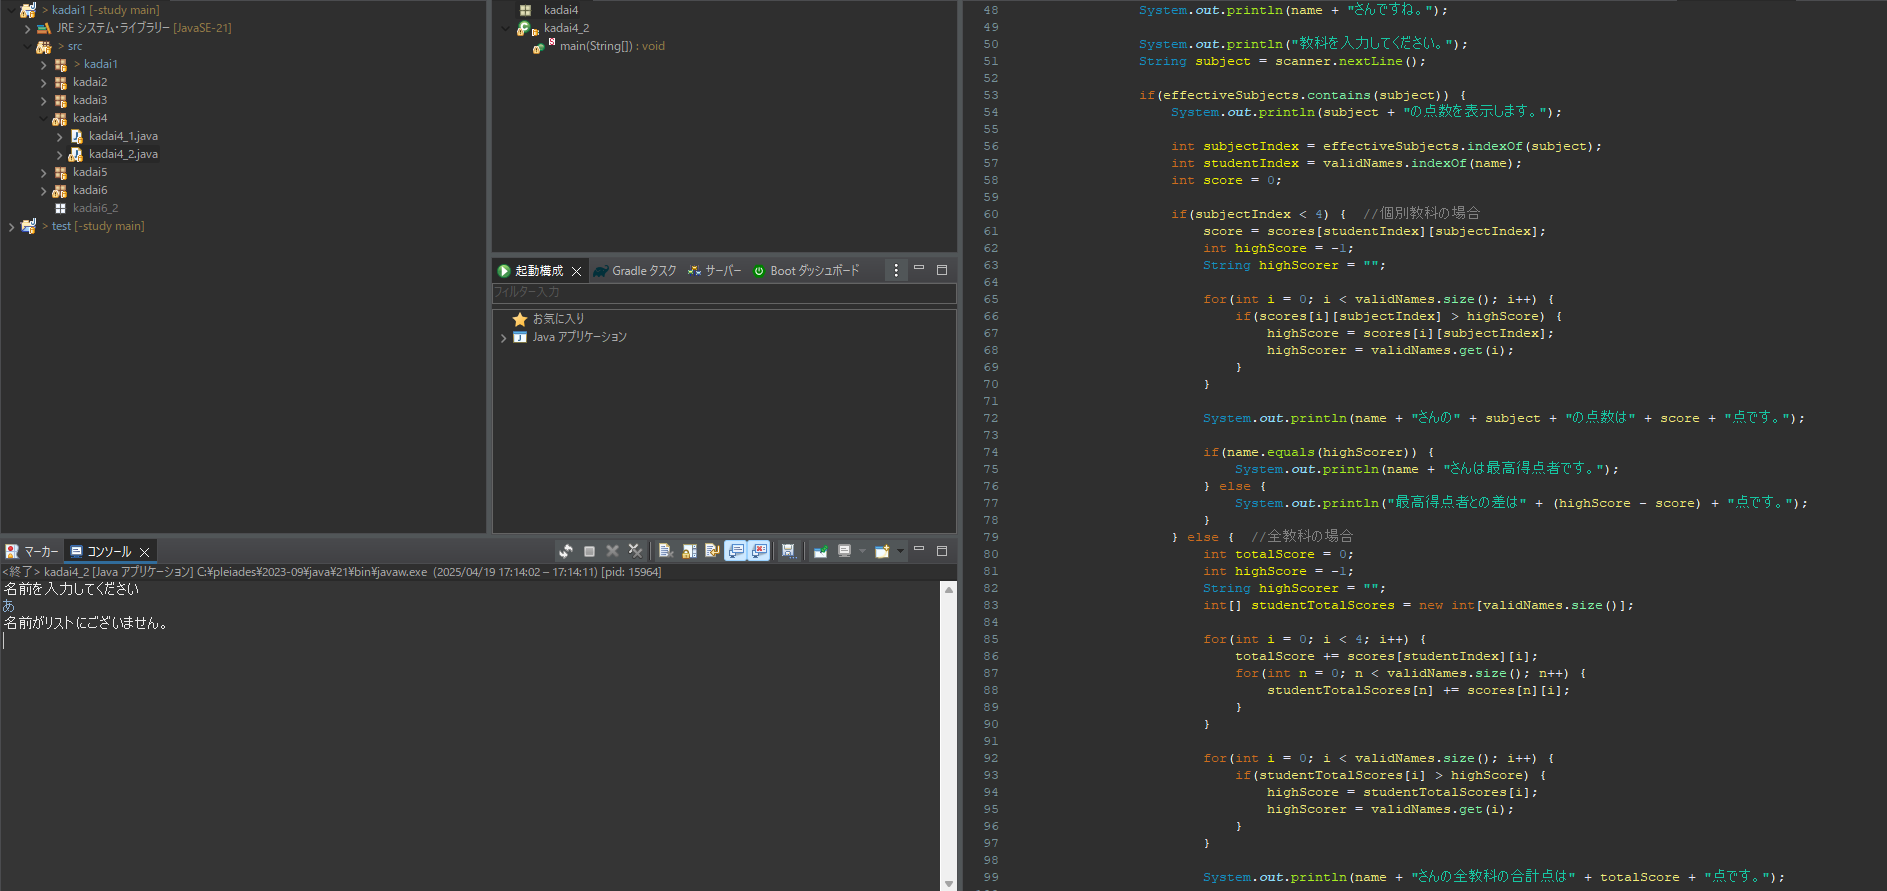 > kadai1 [-study main]
JRE システム・ライブラリー [JavaSE-21]
> src
> kadai1
kadai2
kadai3
kadai4
kadai4_1.java
kadai4_2.java
kadai5
kadai6
kadai6_2
> test [-study main]
kadai4
kadai4_2
main(String[]) : void
起動構成
Gradle タスク
サーバー
Boot ダッシュボード
フィルター入力
お気に入り
Java アプリケーション
マーカー
コンソール
<終了> kadai4_2 [Java アプリケーション] C:¥pleiades¥2023-09¥java¥21¥bin¥javaw.exe (2025/04/19 17:14:02 – 17:14:11) [pid: 15964]
名前を入力してください
あ
名前がリストにございません。
48 System.out.println(name + "さんですね。");
49
50 System.out.println("教科を入力してください。");
51 String subject = scanner.nextLine();
52
53 if(effectiveSubjects.contains(subject)) {
54 System.out.println(subject + "の点数を表示します。");
55
56 int subjectIndex = effectiveSubjects.indexOf(subject);
57 int studentIndex = validNames.indexOf(name);
58 int score = 0;
59
60 if(subjectIndex < 4) { //個別教科の場合
61 score = scores[studentIndex][subjectIndex];
62 int highScore = -1;
63 String highScorer = "";
64
65 for(int i = 0; i < validNames.size(); i++) {
66 if(scores[i][subjectIndex] > highScore) {
67 highScore = scores[i][subjectIndex];
68 highScorer = validNames.get(i);
69 }
70 }
71
72 System.out.println(name + "さんの" + subject + "の点数は" + score + "点です。");
73
74 if(name.equals(highScorer)) {
75 System.out.println(name + "さんは最高得点者です。");
76 } else {
77 System.out.println("最高得点者との差は" + (highScore - score) + "点です。");
78 }
79 } else { //全教科の場合
80 int totalScore = 0;
81 int highScore = -1;
82 String highScorer = "";
83 int[] studentTotalScores = new int[validNames.size()];
84
85 for(int i = 0; i < 4; i++) {
86 totalScore += scores[studentIndex][i];
87 for(int n = 0; n < validNames.size(); n++) {
88 studentTotalScores[n] += scores[n][i];
89 }
90 }
91
92 for(int i = 0; i < validNames.size(); i++) {
93 if(studentTotalScores[i] > highScore) {
94 highScore = studentTotalScores[i];
95 highScorer = validNames.get(i);
96 }
97 }
98
99 System.out.println(name + "さんの全教科の合計点は" + totalScore + "点です。");